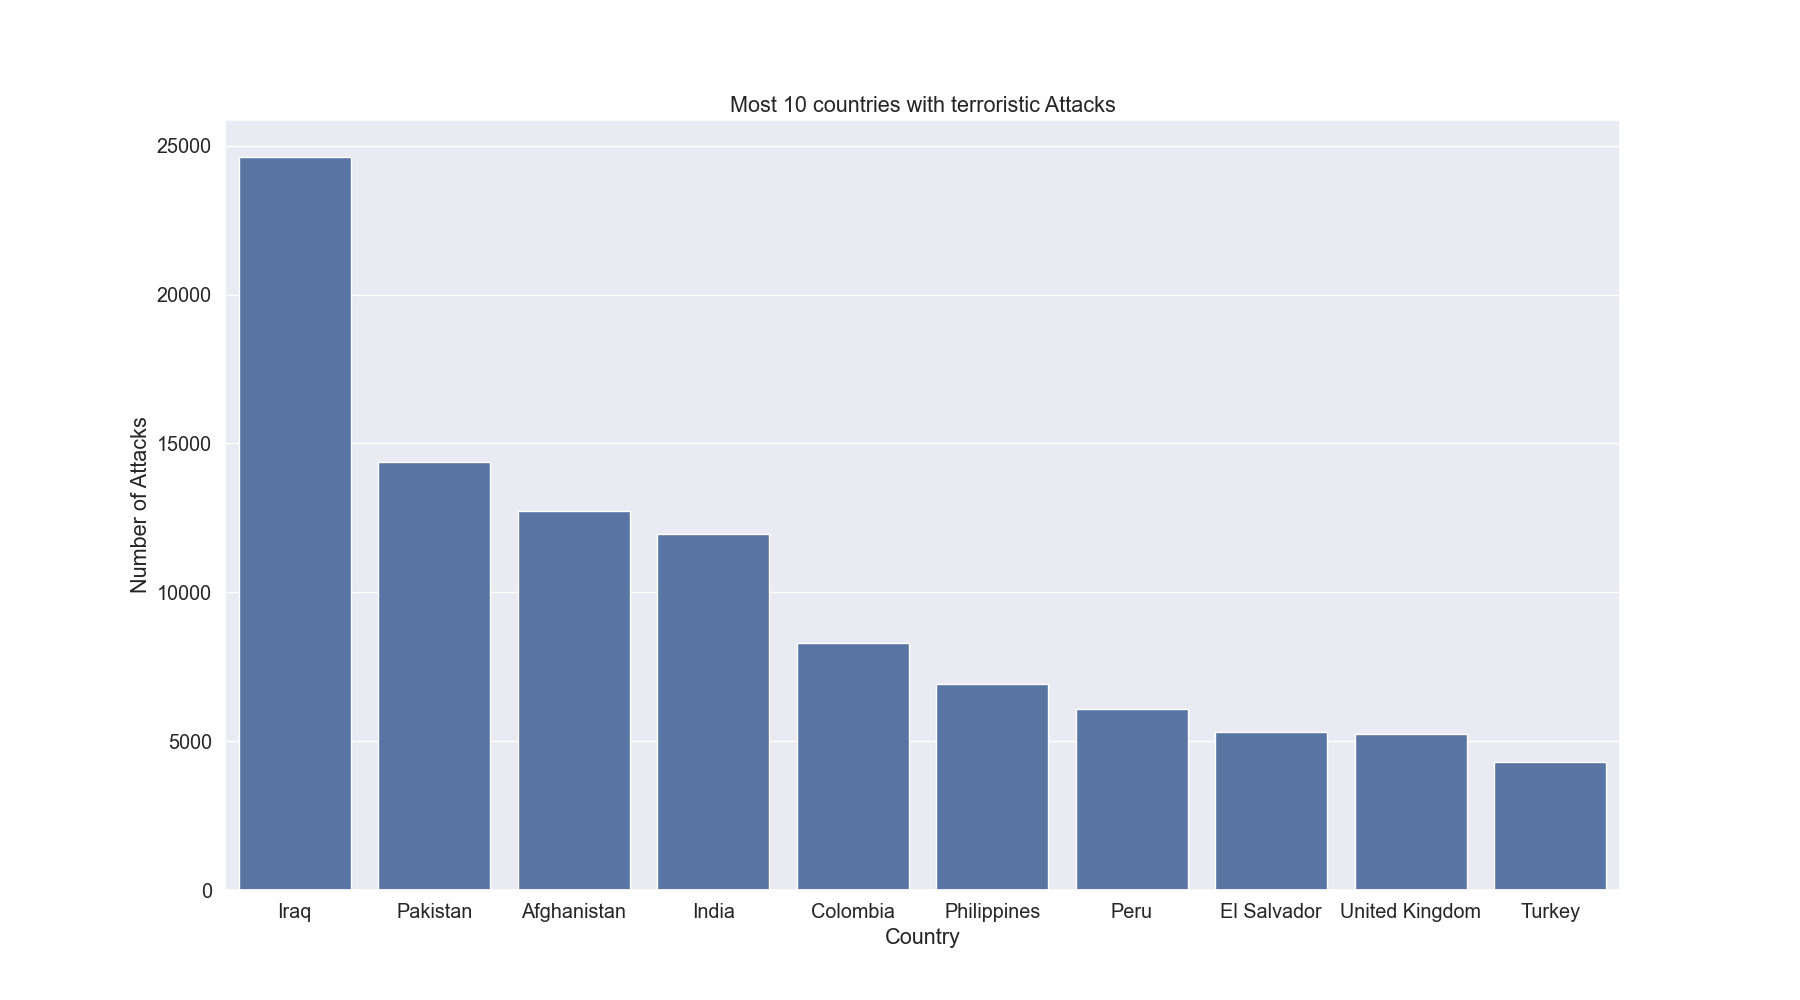 Most 10 countries with terroristic Attacks
Number of Attacks
25000
20000
15000
10000
5000
0
Iraq Pakistan Afghanistan India Colombia Philippines Peru El Salvador United Kingdom Turkey
Country